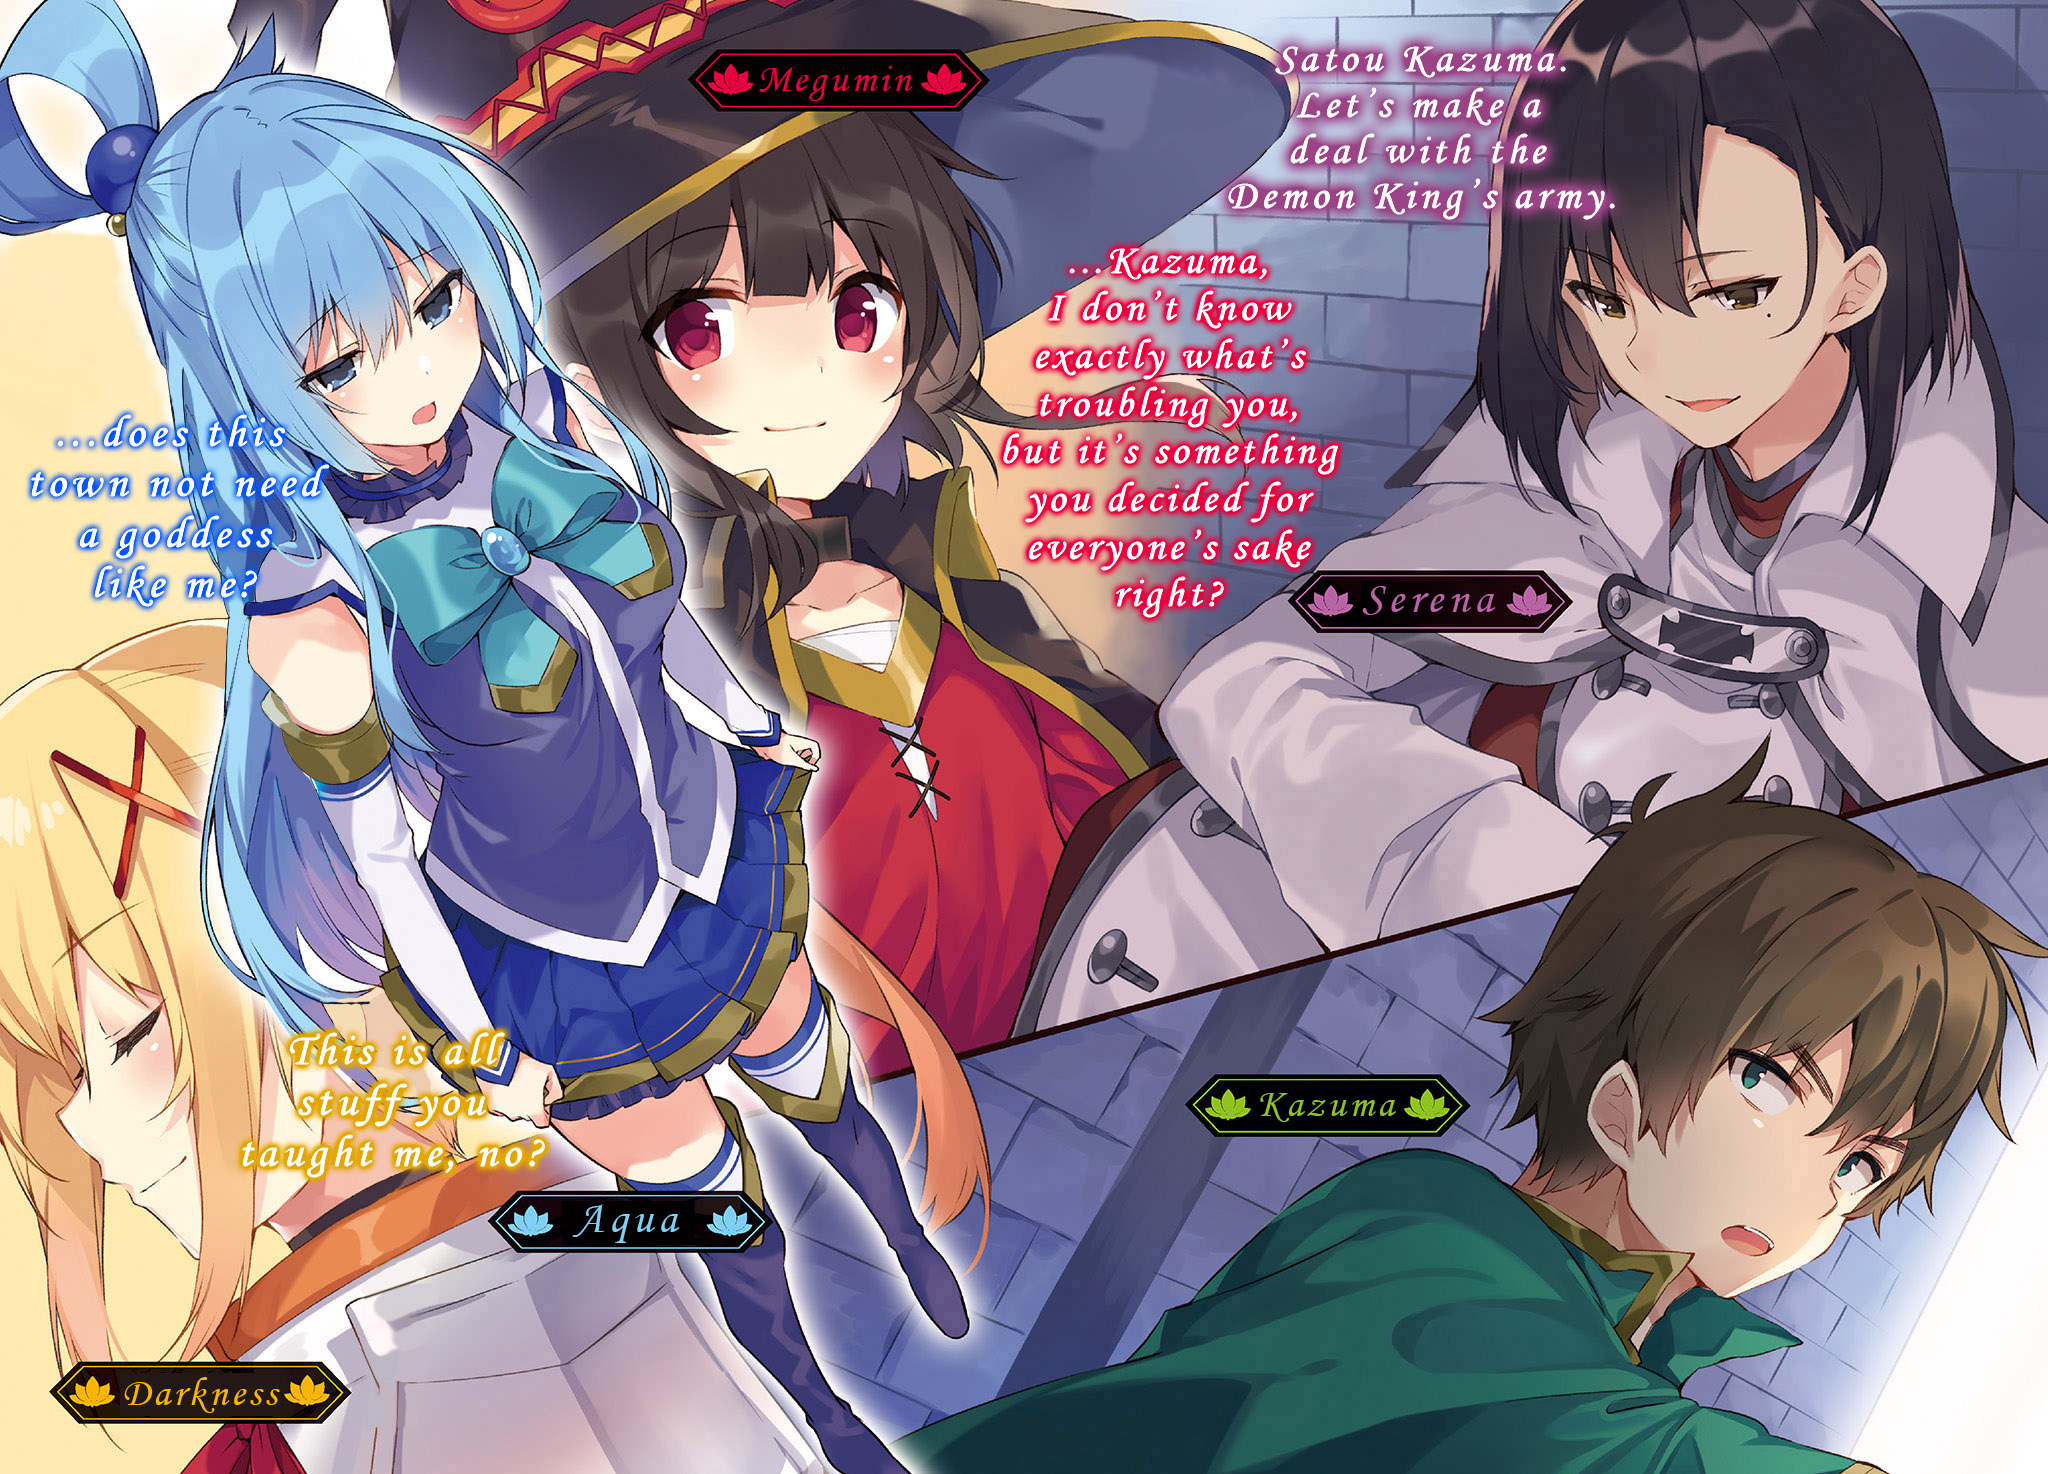 Megumin
Satou Kazuma.
Let's make a
deal with the
Demon King's army.
...Kazuma,
I don't know
exactly what's
troubling you,
but it's something
you decided for
everyone's sake
right?
Serena
...does this
town not need
a goddess
like me?
This is all
stuff you
taught me, no?
Kazuma
Aqua
Darkness